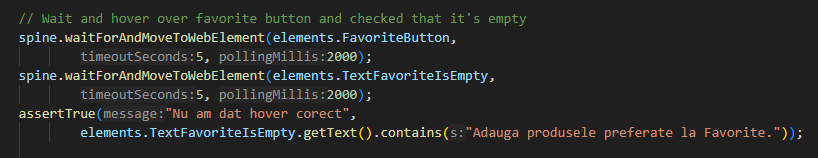 // Wait and hover over favorite button and checked that it's empty
spine.waitForAndMoveToWebElement(elements.FavoriteButton,
timeoutSeconds:5, pollingMillis:2000);
spine.waitForAndMoveToWebElement(elements.TextFavoriteIsEmpty,
timeoutSeconds:5, pollingMillis:2000);
assertTrue(message:"Nu am dat hover corect",
elements.TextFavoriteIsEmpty.getText().contains(s:"Adauga produsele preferate la Favorite."));